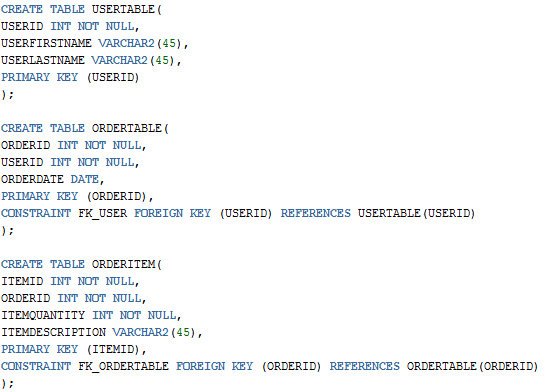 CREATE TABLE USERTABLE(
USERID INT NOT NULL,
USERFIRSTNAME VARCHAR2(45),
USERLASTNAME VARCHAR2(45),
PRIMARY KEY (USERID)
);

CREATE TABLE ORDERTABLE(
ORDERID INT NOT NULL,
USERID INT NOT NULL,
ORDERDATE DATE,
PRIMARY KEY (ORDERID),
CONSTRAINT FK_USER FOREIGN KEY (USERID) REFERENCES USERTABLE(USERID)
);

CREATE TABLE ORDERITEM(
ITEMID INT NOT NULL,
ORDERID INT NOT NULL,
ITEMQUANTITY INT NOT NULL,
ITEMDESCRIPTION VARCHAR2(45),
PRIMARY KEY (ITEMID),
CONSTRAINT FK_ORDERTABLE FOREIGN KEY (ORDERID) REFERENCES ORDERTABLE(ORDERID)
);